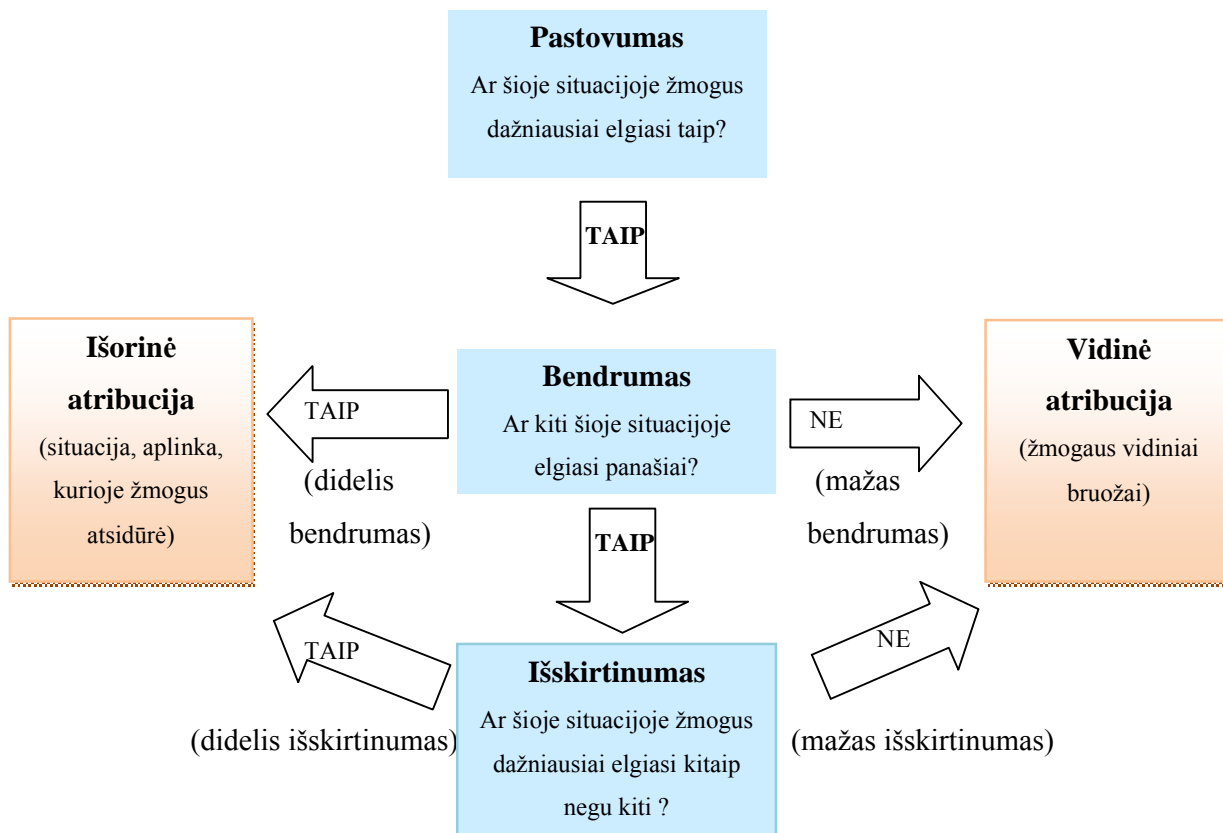 Pastovumas
Ar šioje situacijoje žmogus
dažniausiai elgiasi taip?
TAIP
Išorinė
atribucija
(situacija, aplinka,
kurioje žmogus
atsidūrė)
TAIP
(didelis
bendrumas)
Bendrumas
Ar kiti šioje situacijoje
elgiasi panašiai?
NE
(mažas
bendrumas)
Vidinė
atribucija
(žmogaus vidiniai
bruožai)
TAIP
TAIP
(didelis išskirtinumas)
Išskirtinumas
Ar šioje situacijoje žmogus
dažniausiai elgiasi kitaip
negu kiti ?
NE
(mažas išskirtinumas)